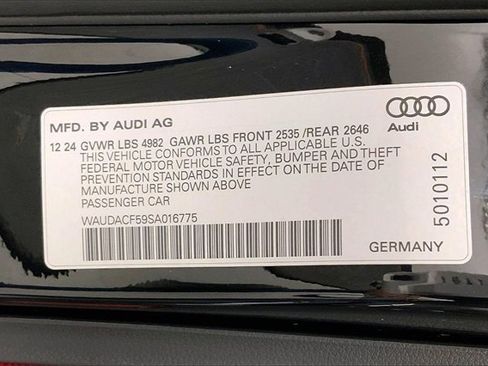 MFD. BY AUDI AG
12 24 GVWR LBS 4982 GAWR LBS FRONT 2535 /REAR 2646
THIS VEHICLE CONFORMS TO ALL APPLICABLE U.S.
FEDERAL MOTOR VEHICLE SAFETY, BUMPER AND THEFT
PREVENTION STANDARDS IN EFFECT ON THE DATE OF
MANUFACTURE SHOWN ABOVE
PASSENGER CAR
WAUDACF59SA016775
Audi
5010112
GERMANY